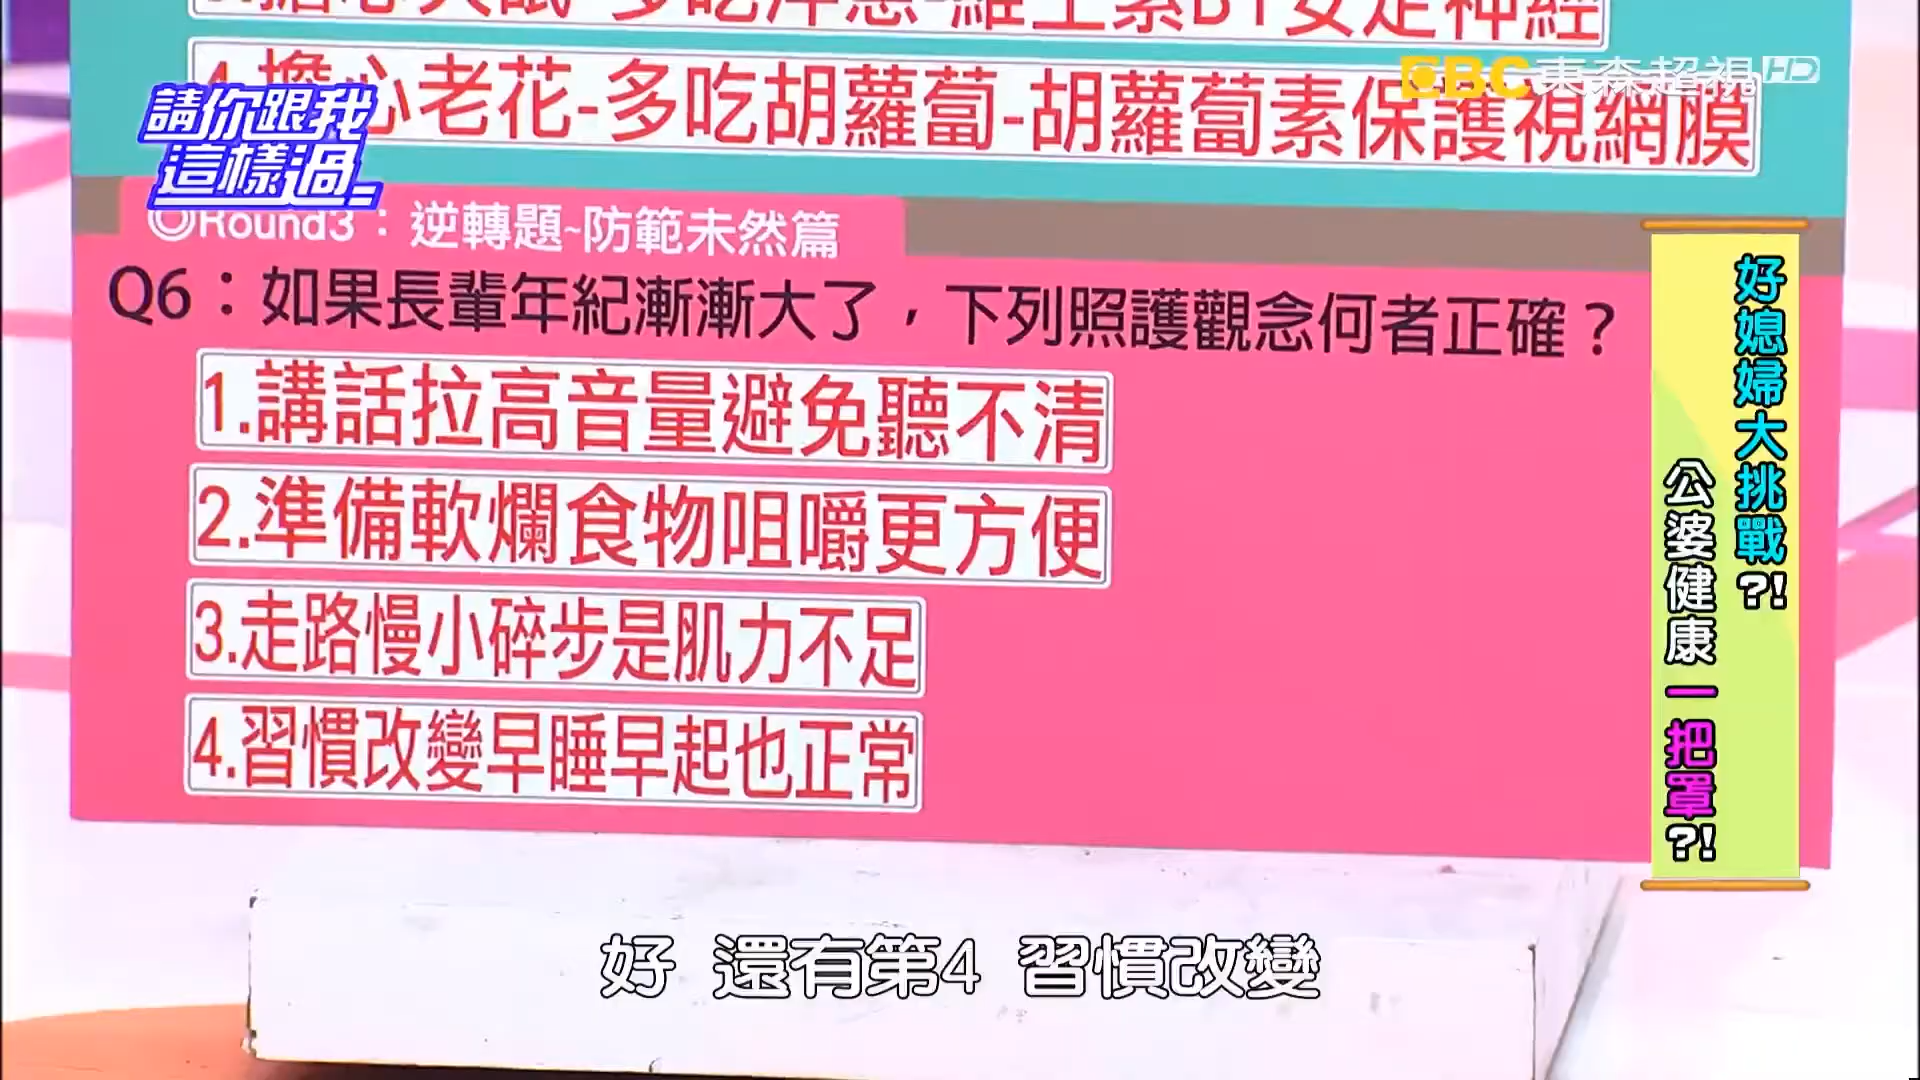 4.擔心老花-多吃胡蘿蔔-胡蘿蔔素保護視網膜
EBC東森超視HD
請你跟我
這樣過
◎Round3：逆轉題~防範未然篇
Q6：如果長輩年紀漸漸大了，下列照護觀念何者正確？
1.講話拉高音量避免聽不清
2.準備軟爛食物咀嚼更方便
3.走路慢小碎步是肌力不足
4.習慣改變早睡早起也正常
好媳婦大挑戰?!
公婆健康一把罩?!
好 還有第4 習慣改變